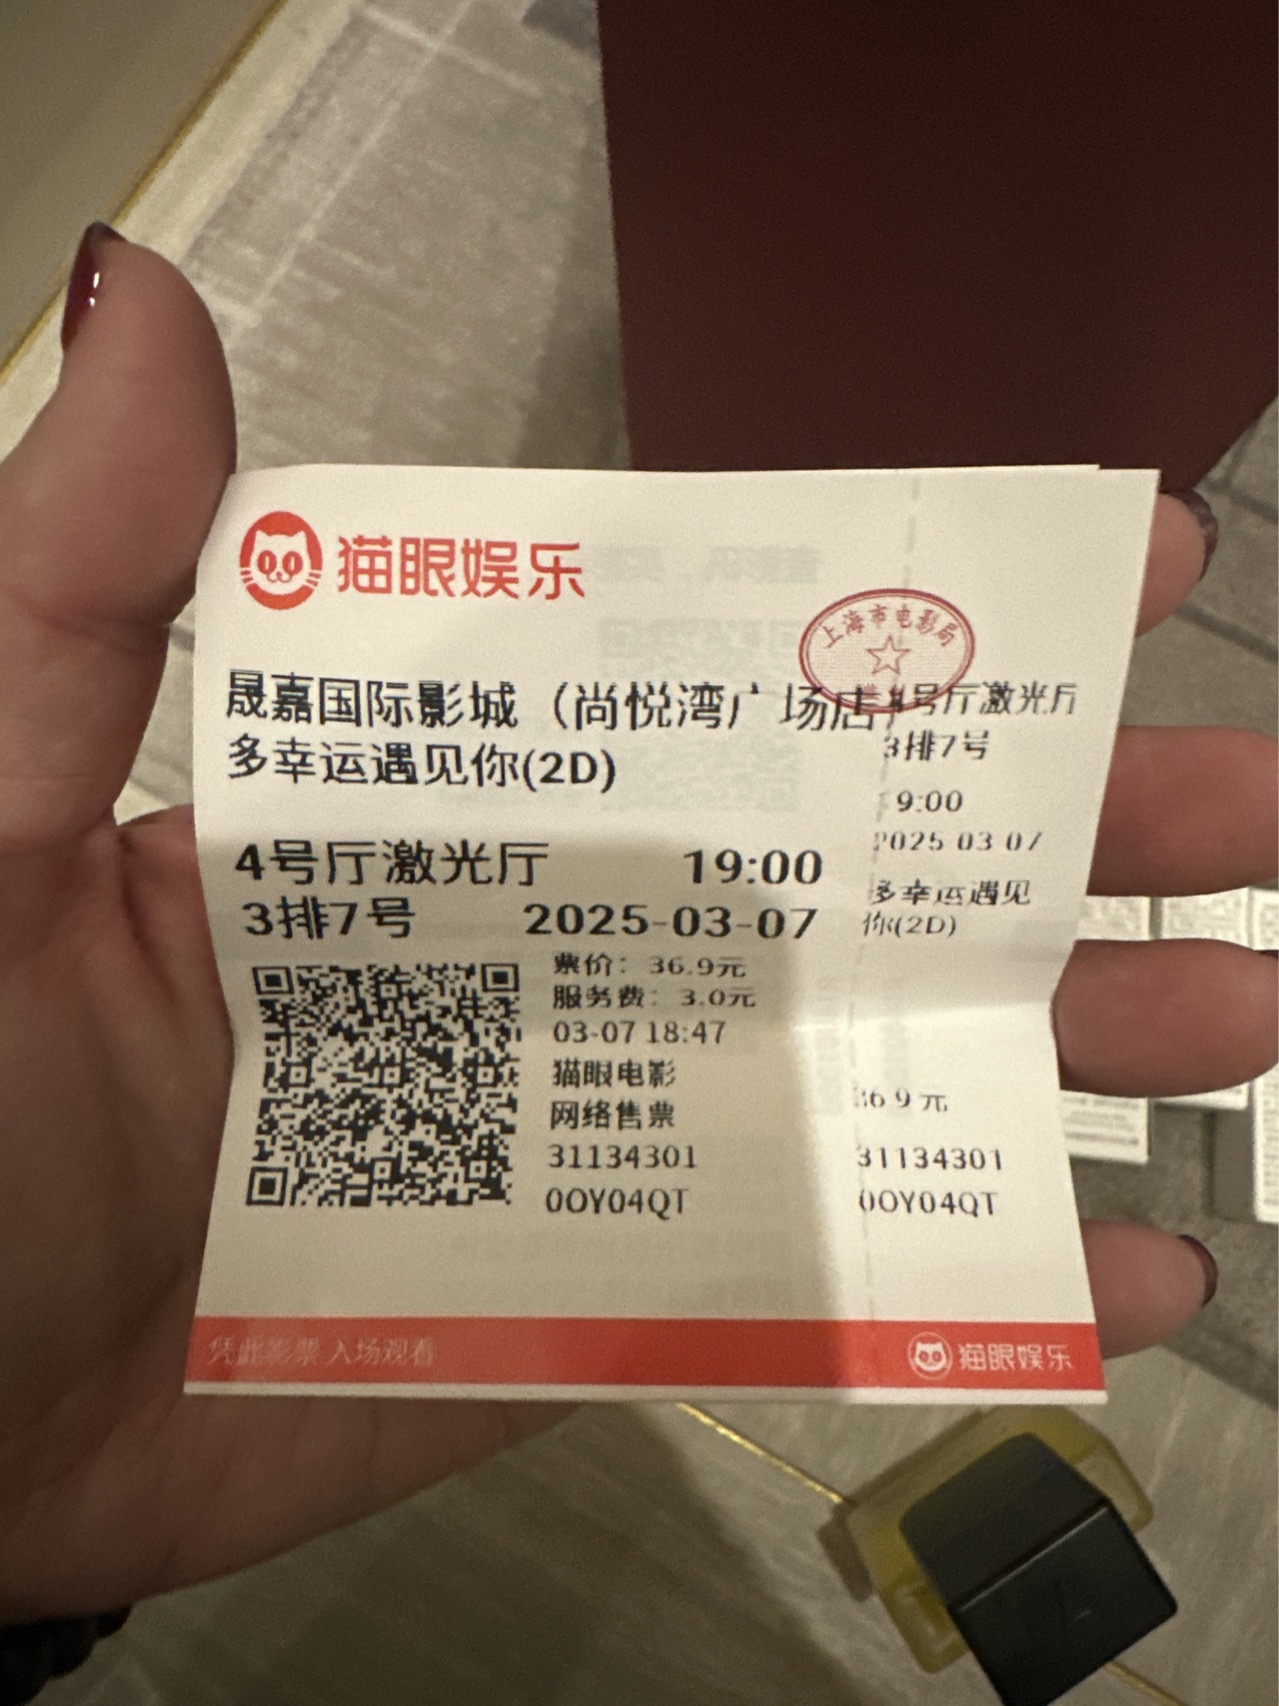 猫眼娱乐
上海市电影局
晟嘉国际影城（尚悦湾广场店）
多幸运遇见你(2D)
4号厅激光厅 19:00
3排7号 2025-03-07
票价：36.9元
服务费：3.0元
03-07 18:47
猫眼电影
网络售票
31134301
0OY04QT
4号厅激光厅
3排7号
9:00
2025 03 07
多幸运遇见
你(2D)
36 9 元
31134301
0OY04QT
凭此影票 入场观看
猫眼娱乐